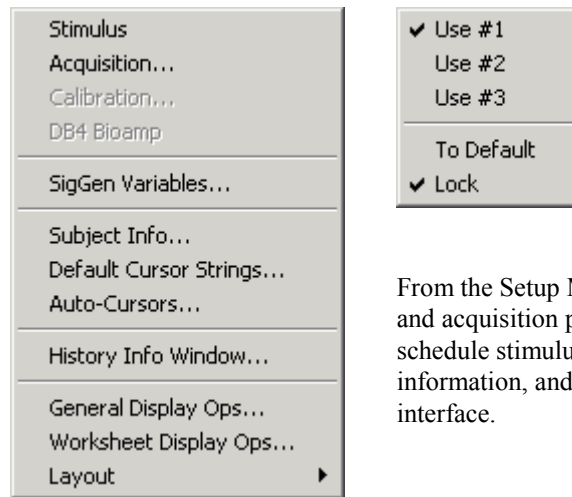 Stimulus
Acquisition...
Calibration...
DB4 Bioamp
SigGen Variables...
Subject Info...
Default Cursor Strings...
Auto-Cursors...
History Info Window...
General Display Ops...
Worksheet Display Ops...
Layout
Use #1
Use #2
Use #3
To Default
Lock
From the Setup
and acquisition
schedule
information, and
interface.